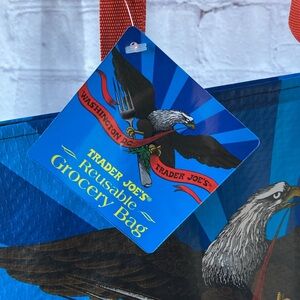 WASHINGTON DC
TRADER JOE'S
TRADER JOE'S
Reusable
Grocery Bag